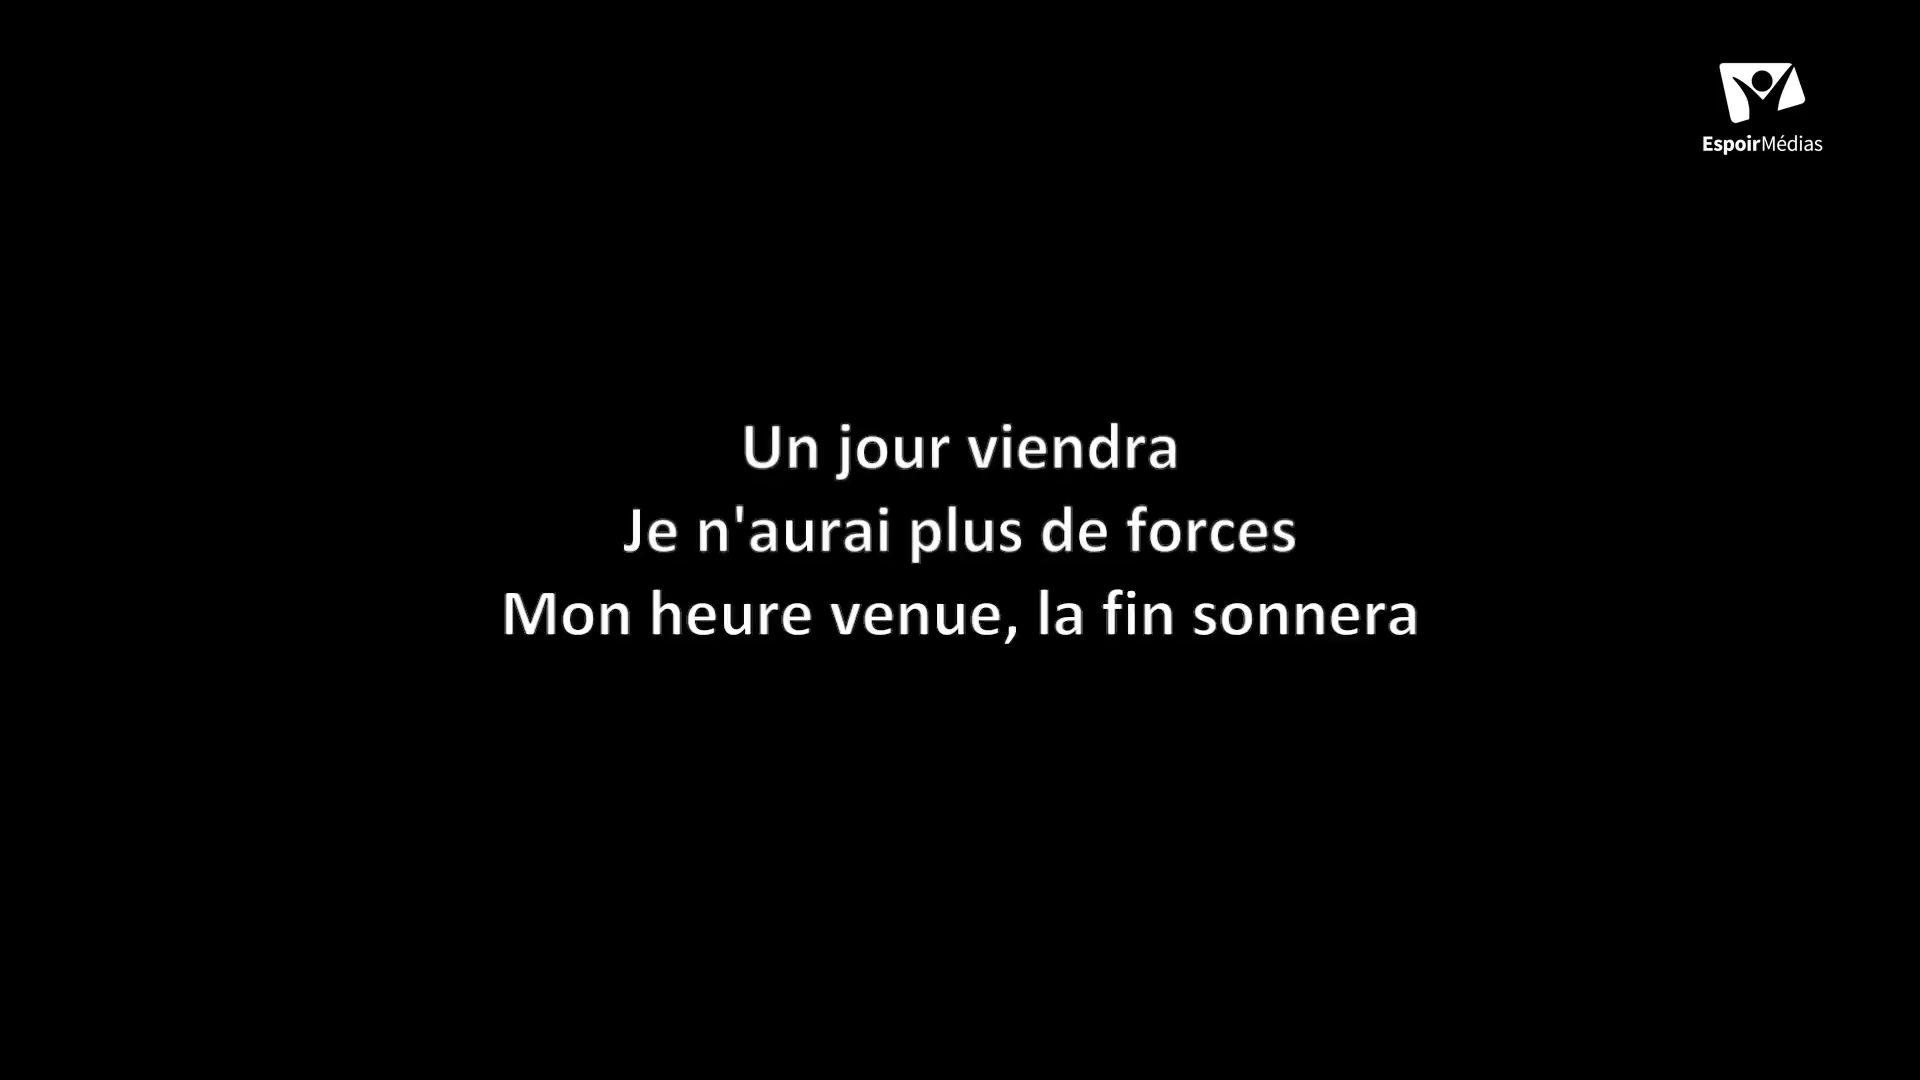 EspoirMédias
Un jour viendra
Je n'aurai plus de forces
Mon heure venue, la fin sonnera